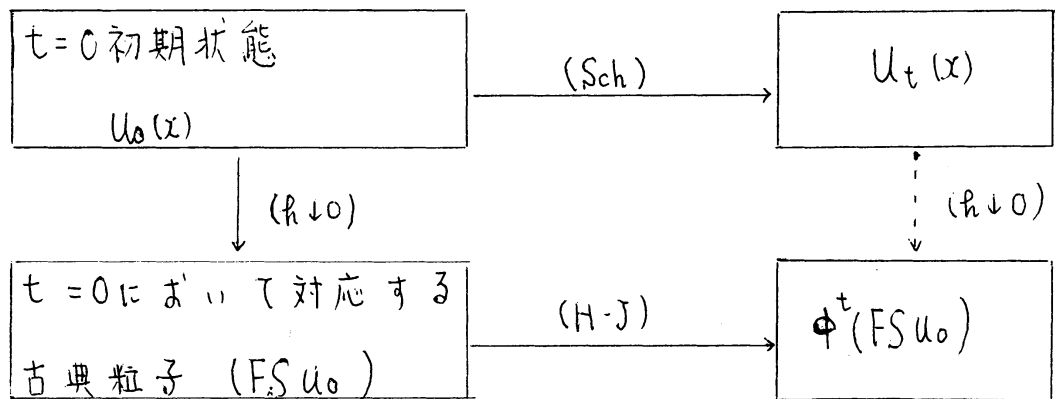 t=0初期状態
u₀(x)
(Sch)
u_t(x)
(h↓0)
(h↓0)
t=0において対応する
古典粒子 (F.S u₀)
(H-J)
Φ^t(FS u₀)